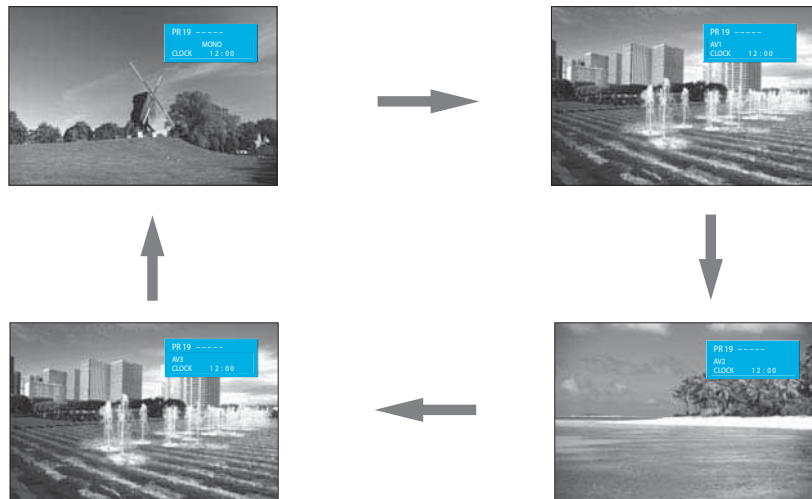 PR 19 -----
MONO
CLOCK 12:00
PR 19 -----
AV1
CLOCK 12:00
PR 19 -----
AV3
CLOCK 12:00
PR 19 -----
AV2
CLOCK 12:00